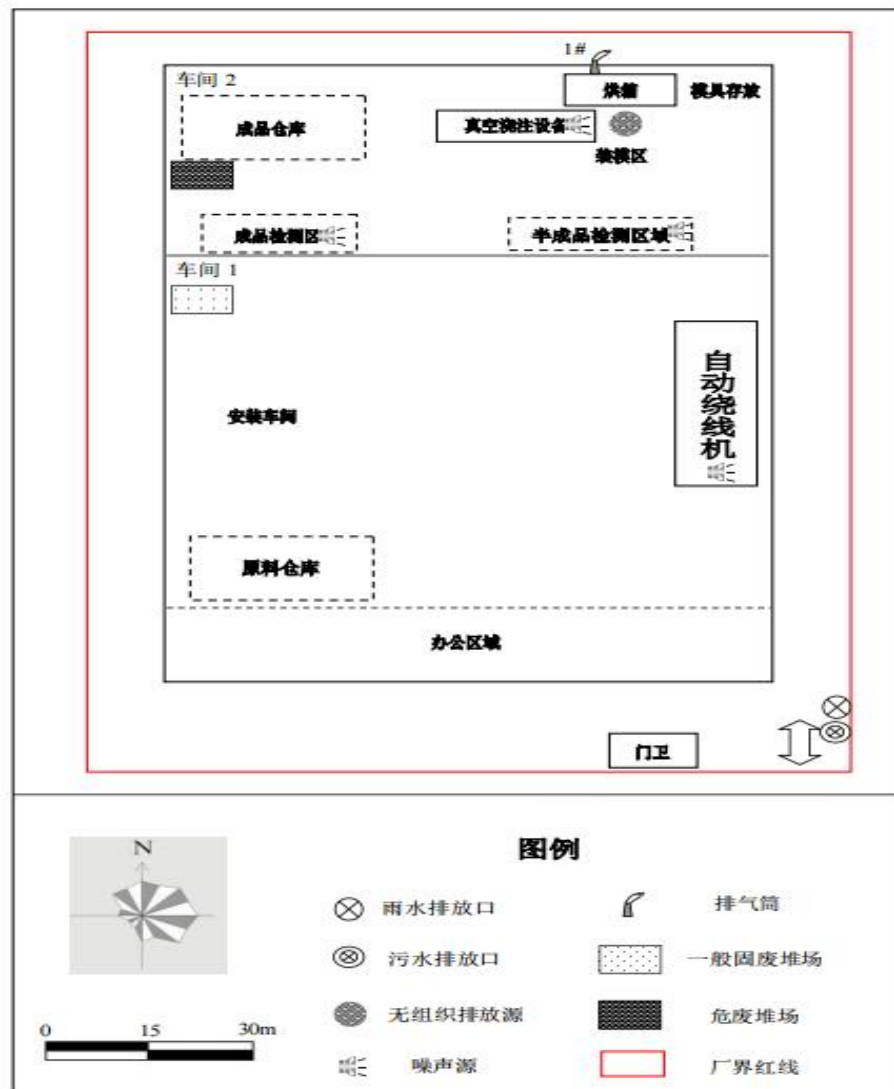 1#
车间 2
烘箱
模具存放
成品仓库
真空浇注设备
装模区
成品检测区
半成品检测区域
车间 1
自动绕线机
安装车间
原料仓库
办公区域
门卫
图例
N
雨水排放口
排气筒
污水排放口
一般固废堆场
无组织排放源
危废堆场
0 15 30m
噪声源
厂界红线